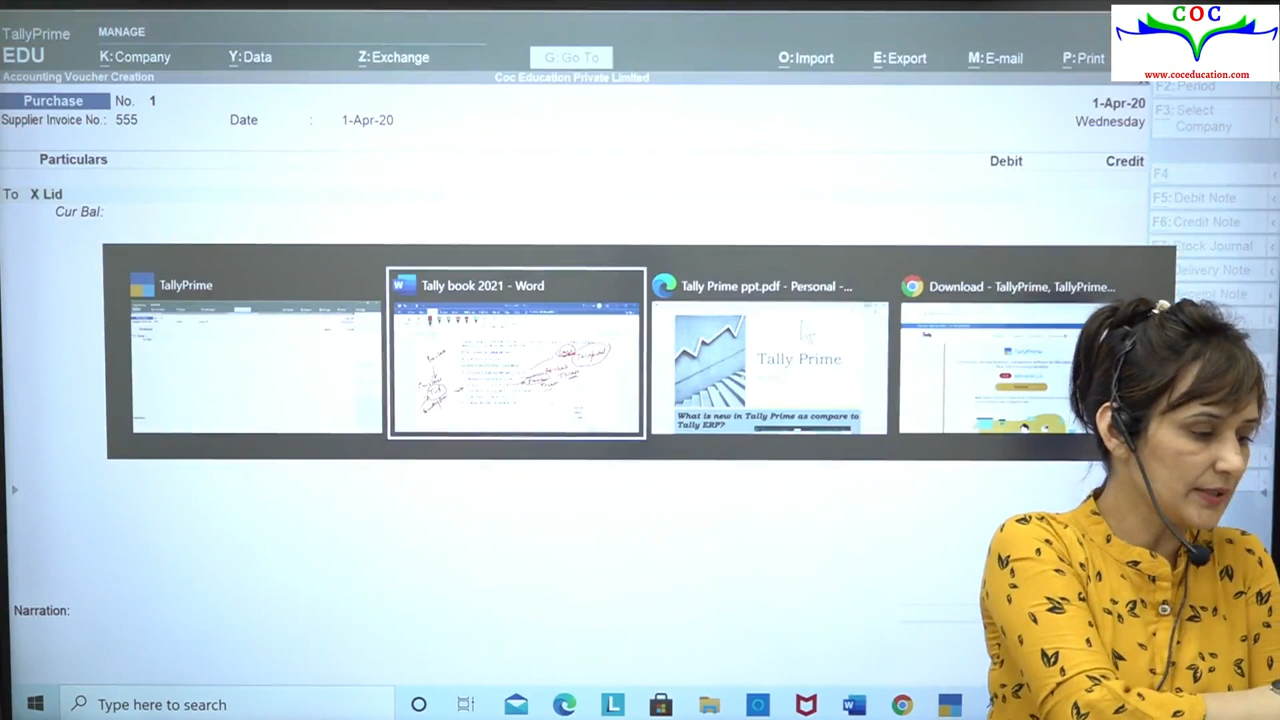 COC
www.coceducation.com
TallyPrime
EDU
MANAGE
K: Company
Y: Data
Z: Exchange
G: Go To
O: Import
E: Export
M: E-mail
P: Print
Accounting Voucher Creation
Coc Education Private Limited
Purchase No. 1
1-Apr-20
Supplier Invoice No.: 555 Date : 1-Apr-20
Wednesday
Particulars Debit Credit
To X Ltd
Cur Bal:
F2: Period
F3: Select
Company
F4
F5: Debit Note
F6: Credit Note
Stock Journal
Delivery Note
TallyPrime
Tally book 2021 - Word
Tally Prime ppt.pdf - Personal -...
Download - TallyPrime, TallyPrime...
Tally Prime
What is new in Tally Prime as compare to
Tally ERP?
Narration:
Type here to search